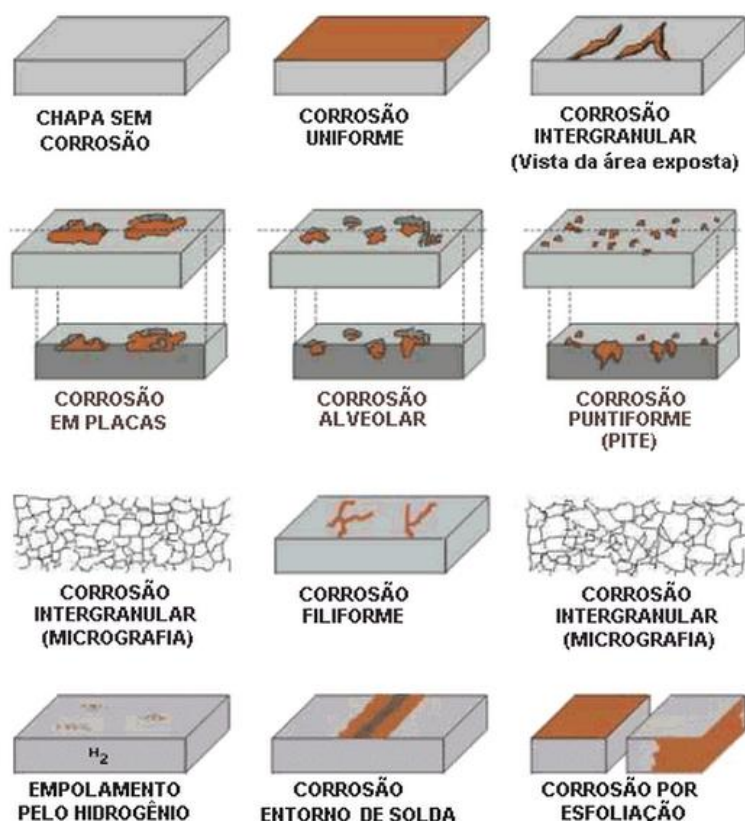 CHAPA SEM
CORROSÃO
CORROSÃO
UNIFORME
CORROSÃO
INTERGRANULAR
(Vista da área exposta)
CORROSÃO
EM PLACAS
CORROSÃO
ALVEOLAR
CORROSÃO
PUNTIFORME
(PITE)
CORROSÃO
INTERGRANULAR
(MICROGRAFIA)
CORROSÃO
FILIFORME
CORROSÃO
INTERGRANULAR
(MICROGRAFIA)
H2
EMPOLAMENTO
PELO HIDROGÊNIO
CORROSÃO
ENTORNO DE SOLDA
CORROSÃO POR
ESFOLIAÇÃO